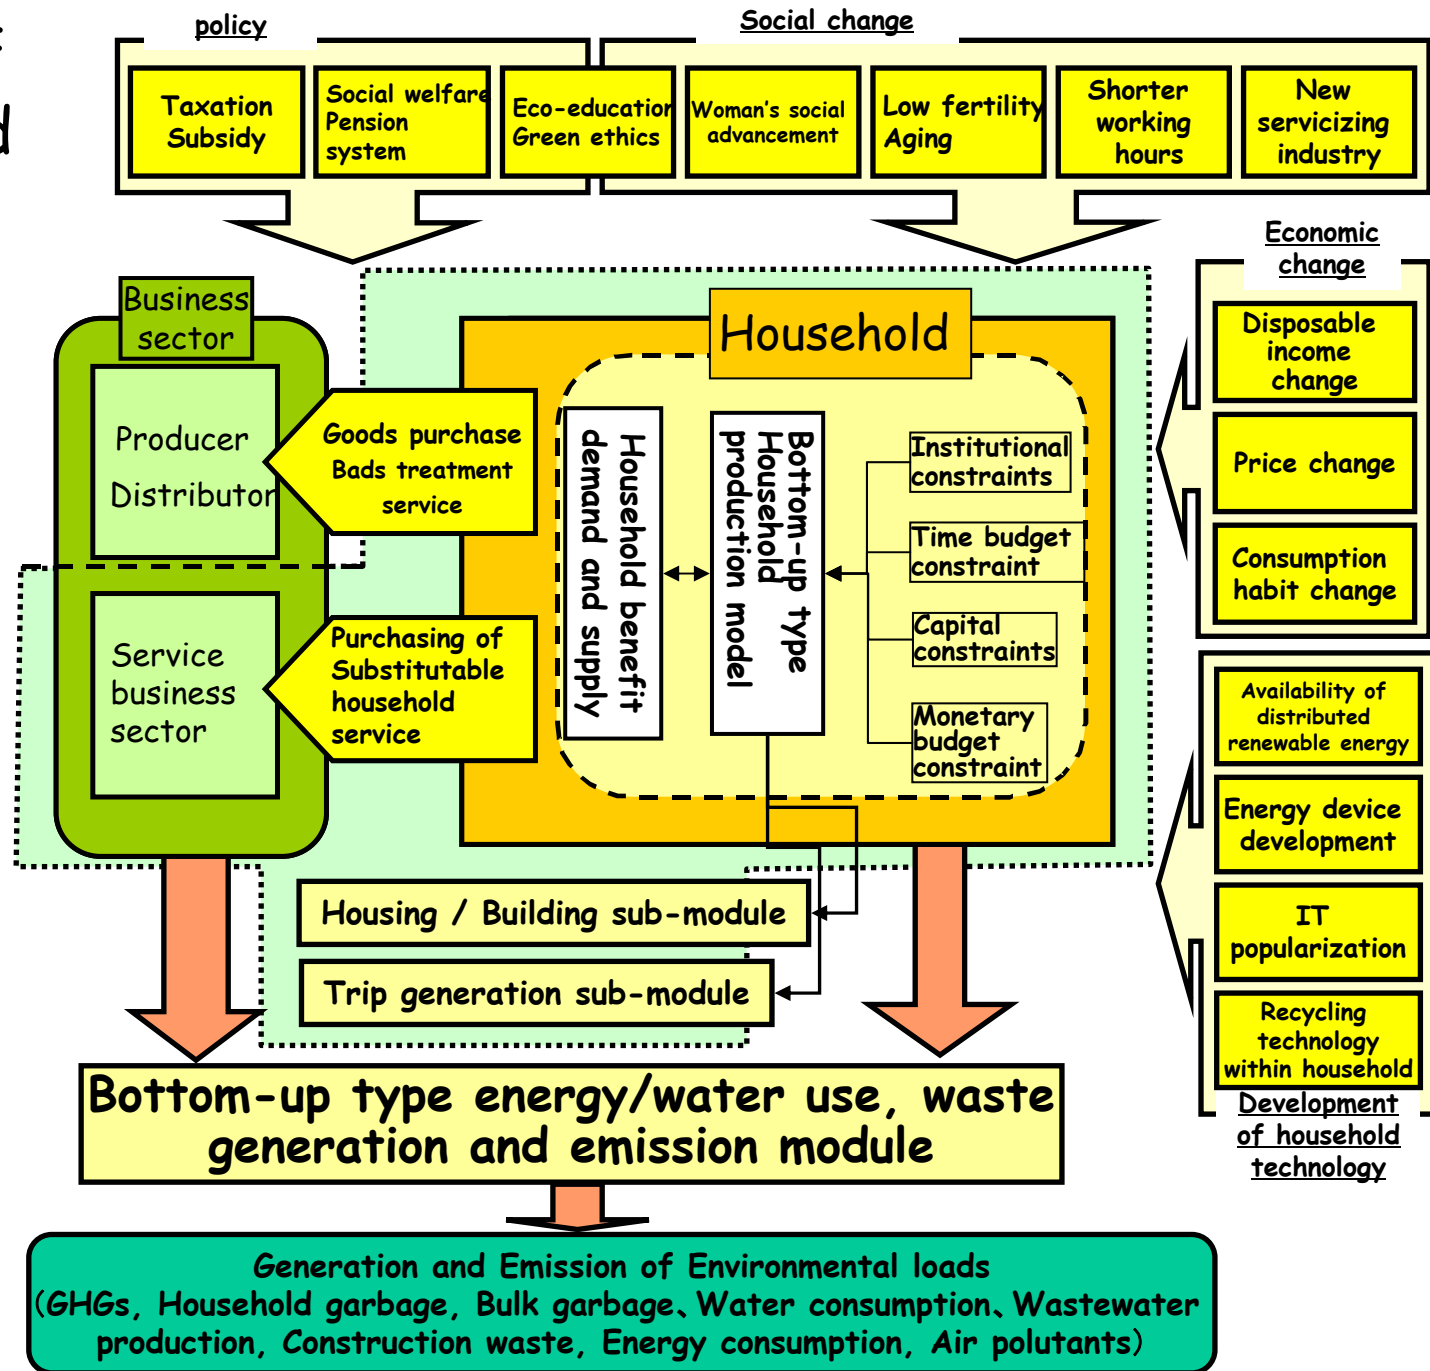 policy
Social change
Taxation
Subsidy
Social welfare
Pension
system
Eco-education
Green ethics
Woman's social
advancement
Low fertility
Aging
Shorter
working
hours
New
servicizing
industry
Economic
change
Disposable
income
change
Price change
Consumption
habit change
Business
sector
Producer
Distributor
Service
business
sector
Goods purchase
Bads treatment
service
Purchasing of
Substitutable
household
service
Household
Household benefit
demand and supply
Bottom-up type
Household
production model
Institutional
constraints
Time budget
constraint
Capital
constraints
Monetary
budget
constraint
Availability of
distributed
renewable energy
Energy device
development
IT
popularization
Recycling
technology
within household
Development
of household
technology
Housing / Building sub-module
Trip generation sub-module
Bottom-up type energy/water use, waste
generation and emission module
Generation and Emission of Environmental loads
(GHGs, Household garbage, Bulk garbage、Water consumption、Wastewater
production, Construction waste, Energy consumption, Air polutants)